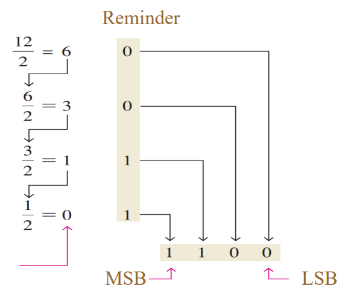 Reminder
12/2 = 6 0
6/2 = 3 0
3/2 = 1 1
1/2 = 0 1
1 1 0 0
MSB LSB